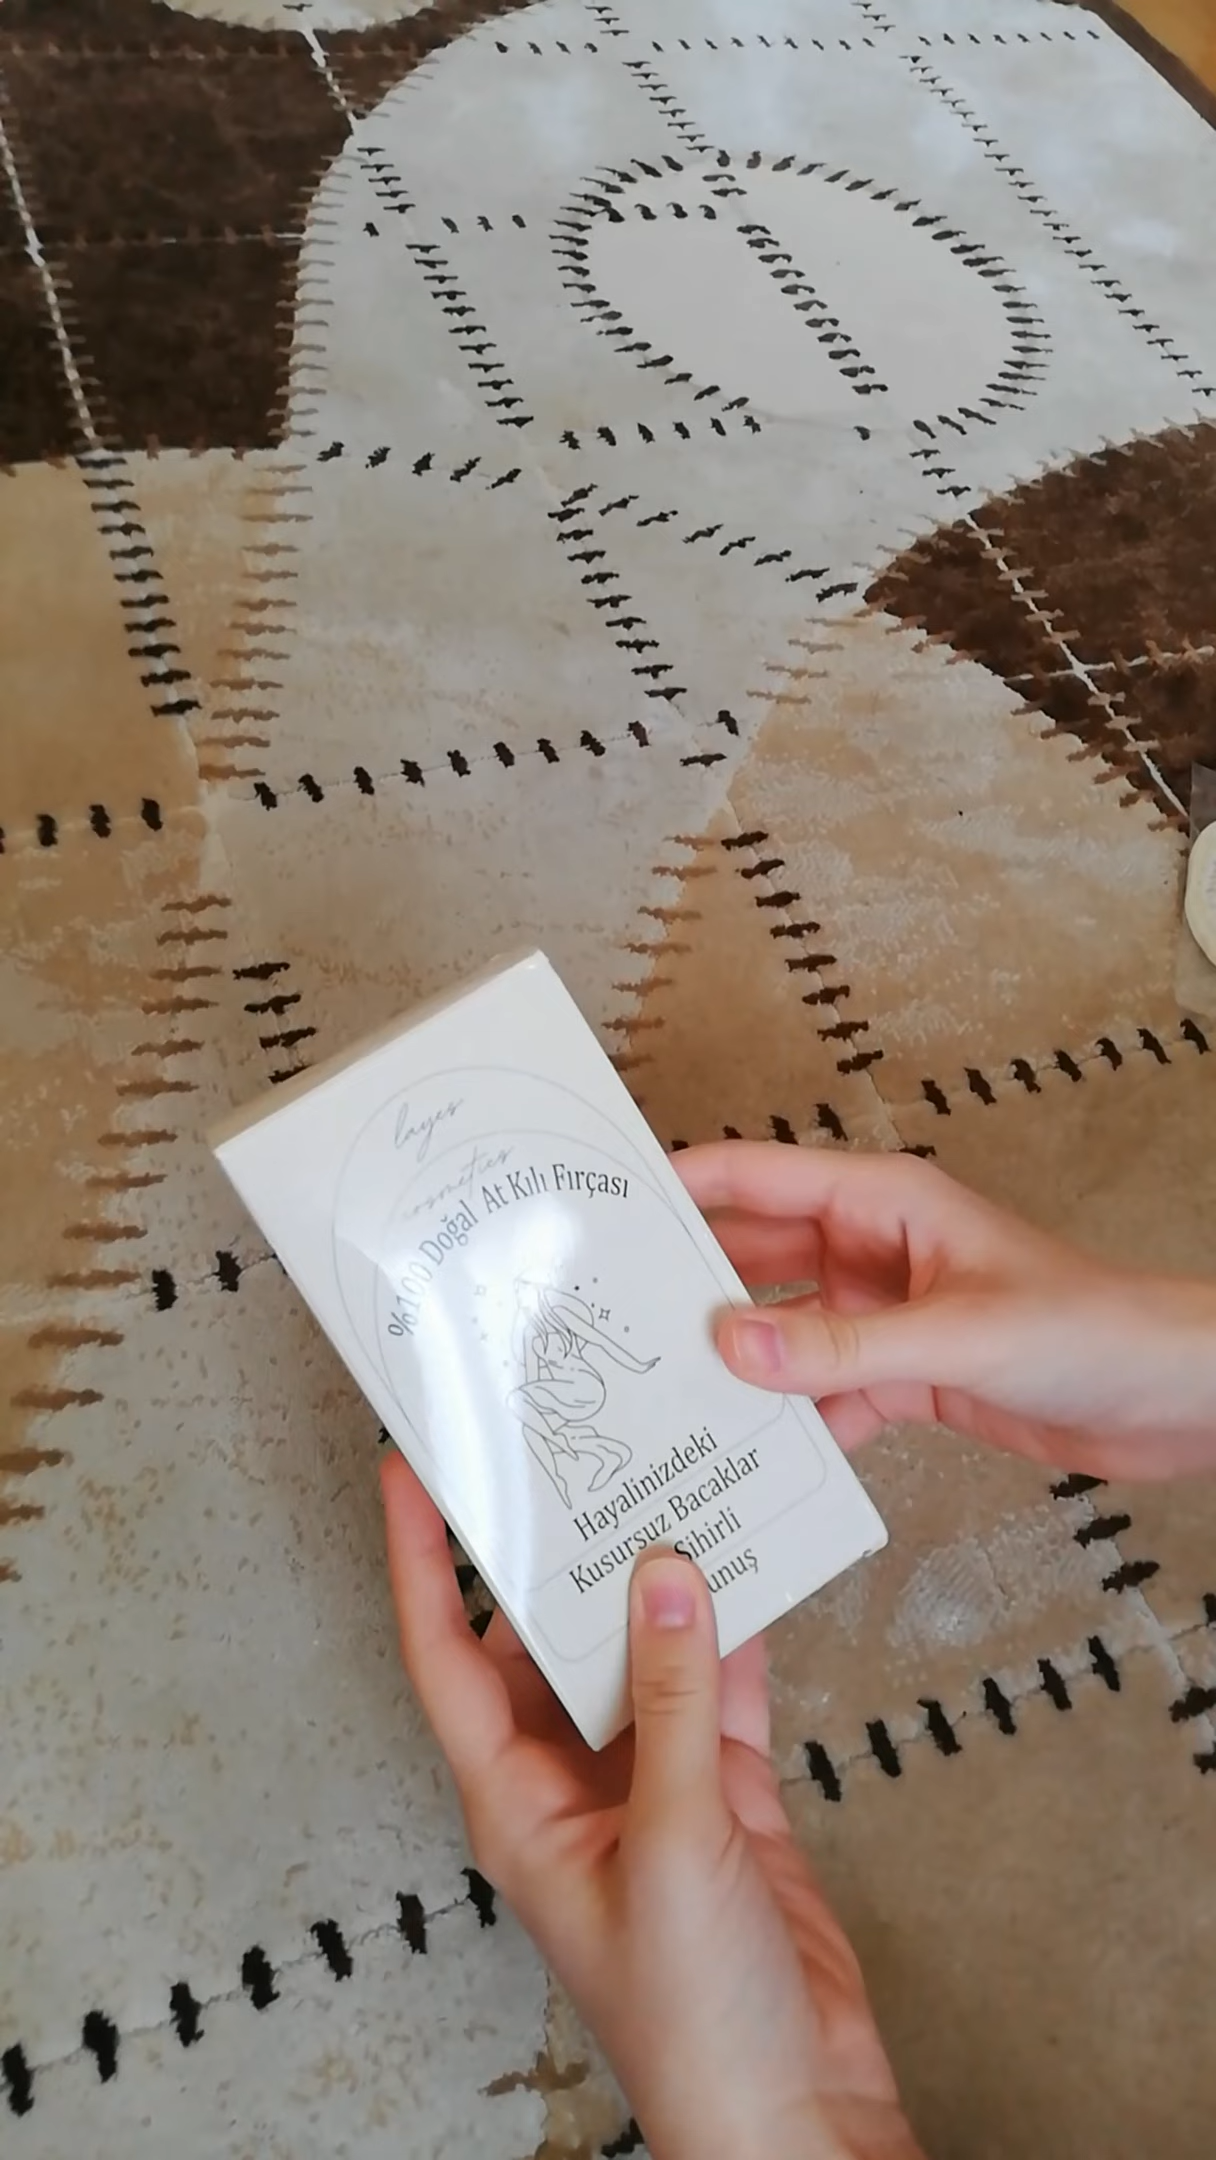 layes
cosmetics
%100 Doğal At Kılı Fırçası
Hayalinizdeki
Kusursuz Bacaklar
Sihirli